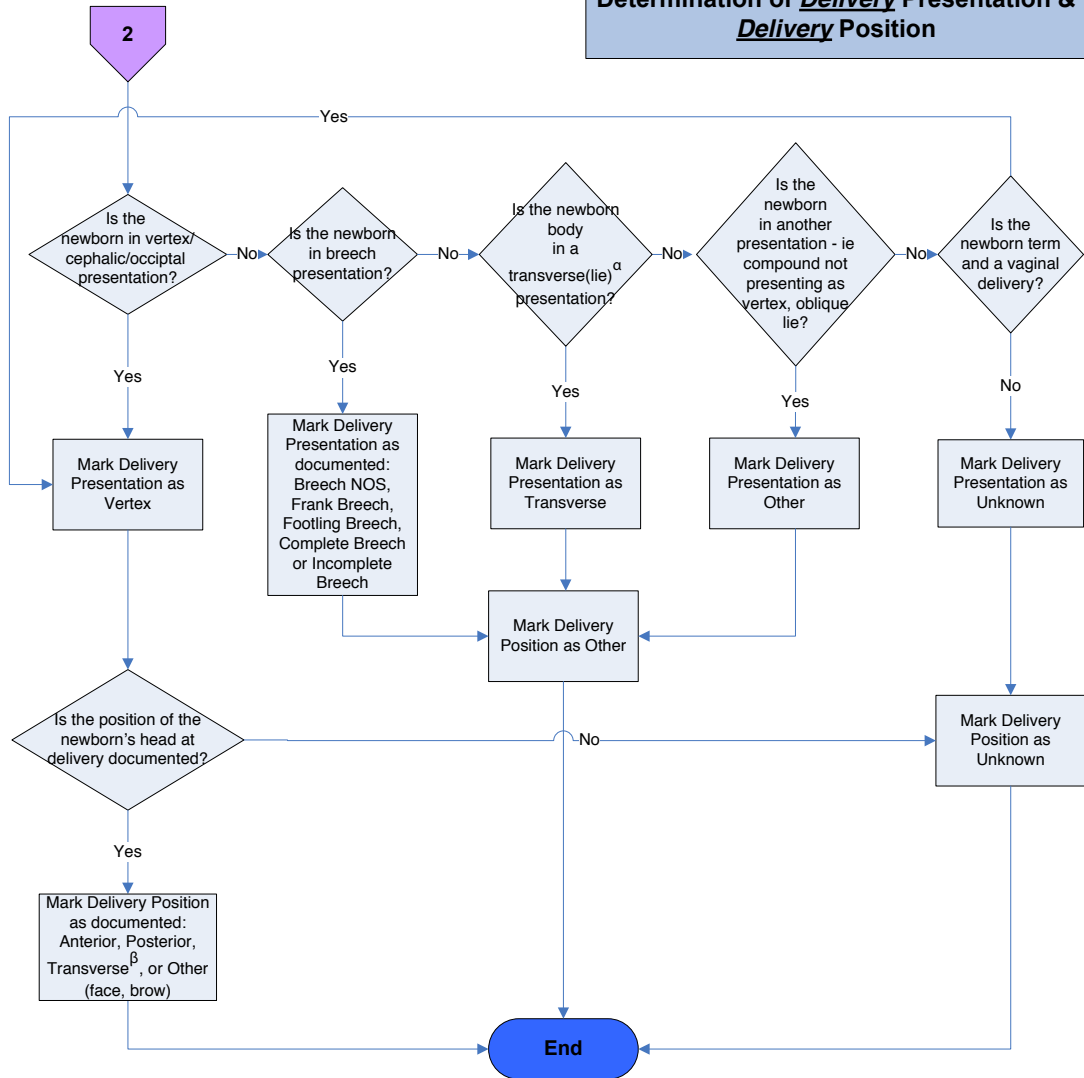 Determination of Delivery Presentation &
Delivery Position
2
Yes
Is the
newborn in vertex/
cephalic/occiptal
presentation?
No
Is the newborn
in breech
presentation?
No
Is the newborn
body
in a
transverse(lie)α
presentation?
No
Is the
newborn
in another
presentation - ie
compound not
presenting as
vertex, oblique
lie?
No
Is the
newborn term
and a vaginal
delivery?
Yes
Yes
Yes
Yes
No
Mark Delivery
Presentation as
Vertex
Mark Delivery
Presentation as
documented:
Breech NOS,
Frank Breech,
Footling Breech,
Complete Breech
or Incomplete
Breech
Mark Delivery
Presentation as
Transverse
Mark Delivery
Presentation as
Other
Mark Delivery
Presentation as
Unknown
Mark Delivery
Position as Other
Is the position of the
newborn's head at
delivery documented?
No
Mark Delivery
Position as
Unknown
Yes
Mark Delivery Position
as documented:
Anterior, Posterior,
Transverseβ, or Other
(face, brow)
End